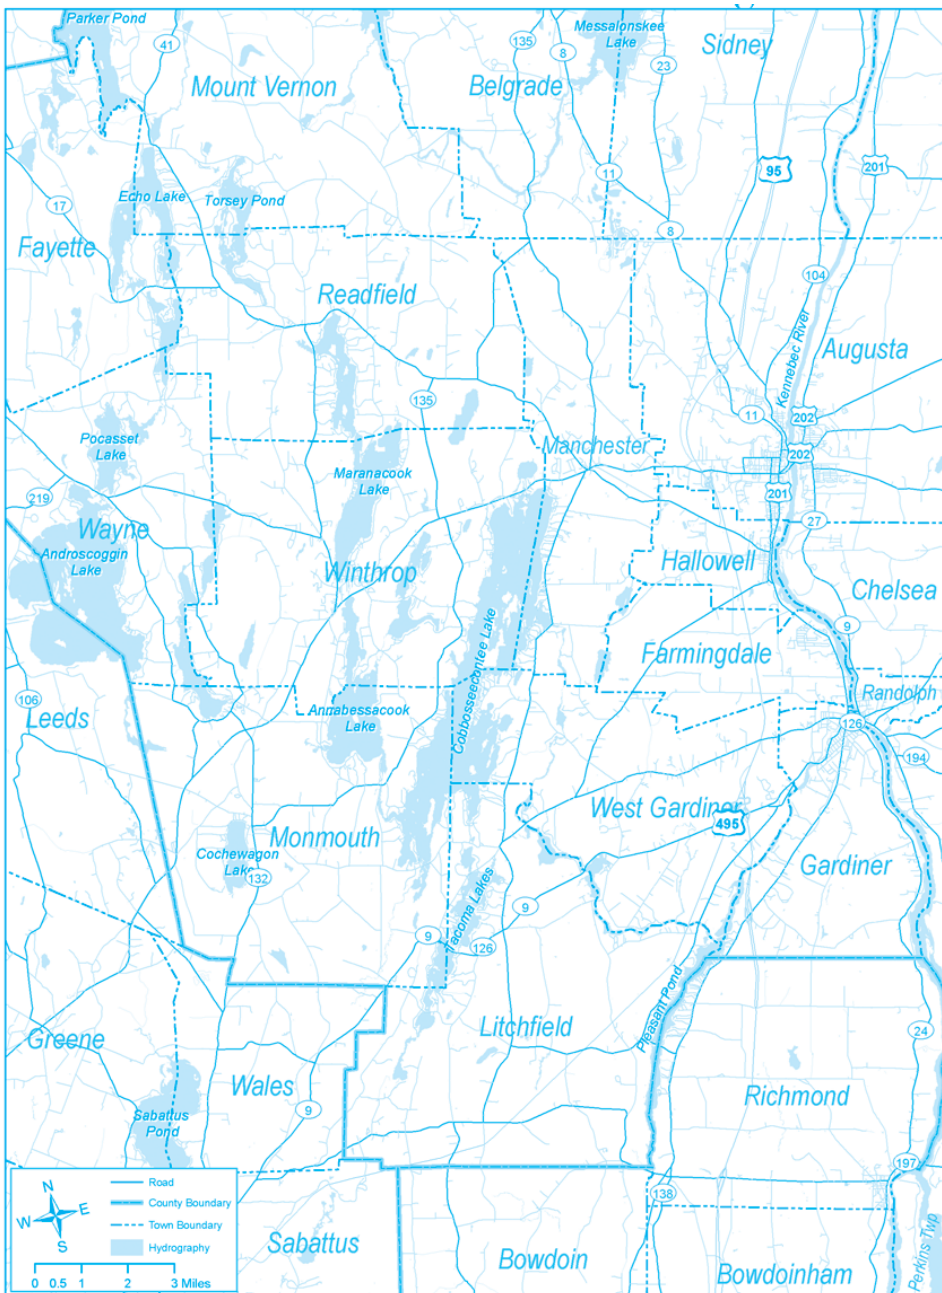 Parker Pond
41
Mount Vernon
135
Belgrade
8
Messalonskee
Lake
23
Sidney
95
201
11
Echo Lake
Torsey Pond
17
Fayette
8
104
Readfield
Kennebec River
Augusta
135
11
202
202
Pocasset
Lake
Maranacook
Lake
Manchester
219
Wayne
201
27
Androscoggin
Lake
Winthrop
Hallowell
Chelsea
9
Cobbosseecontee Lake
Farmingdale
Randolph
106
Leeds
Annabessacook
Lake
126
194
West Gardiner
495
Monmouth
Cochewagon
Lake
132
Gardiner
Tacoma Lakes
9
9
126
Pleasant Pond
Litchfield
Greene
24
Wales
9
Richmond
Sabattus
Pond
197
138
Sabattus
Bowdoin
Bowdoinham
Perkins Twp
N
W E
S
Road
County Boundary
Town Boundary
Hydrography
0 0.5 1 2 3 Miles